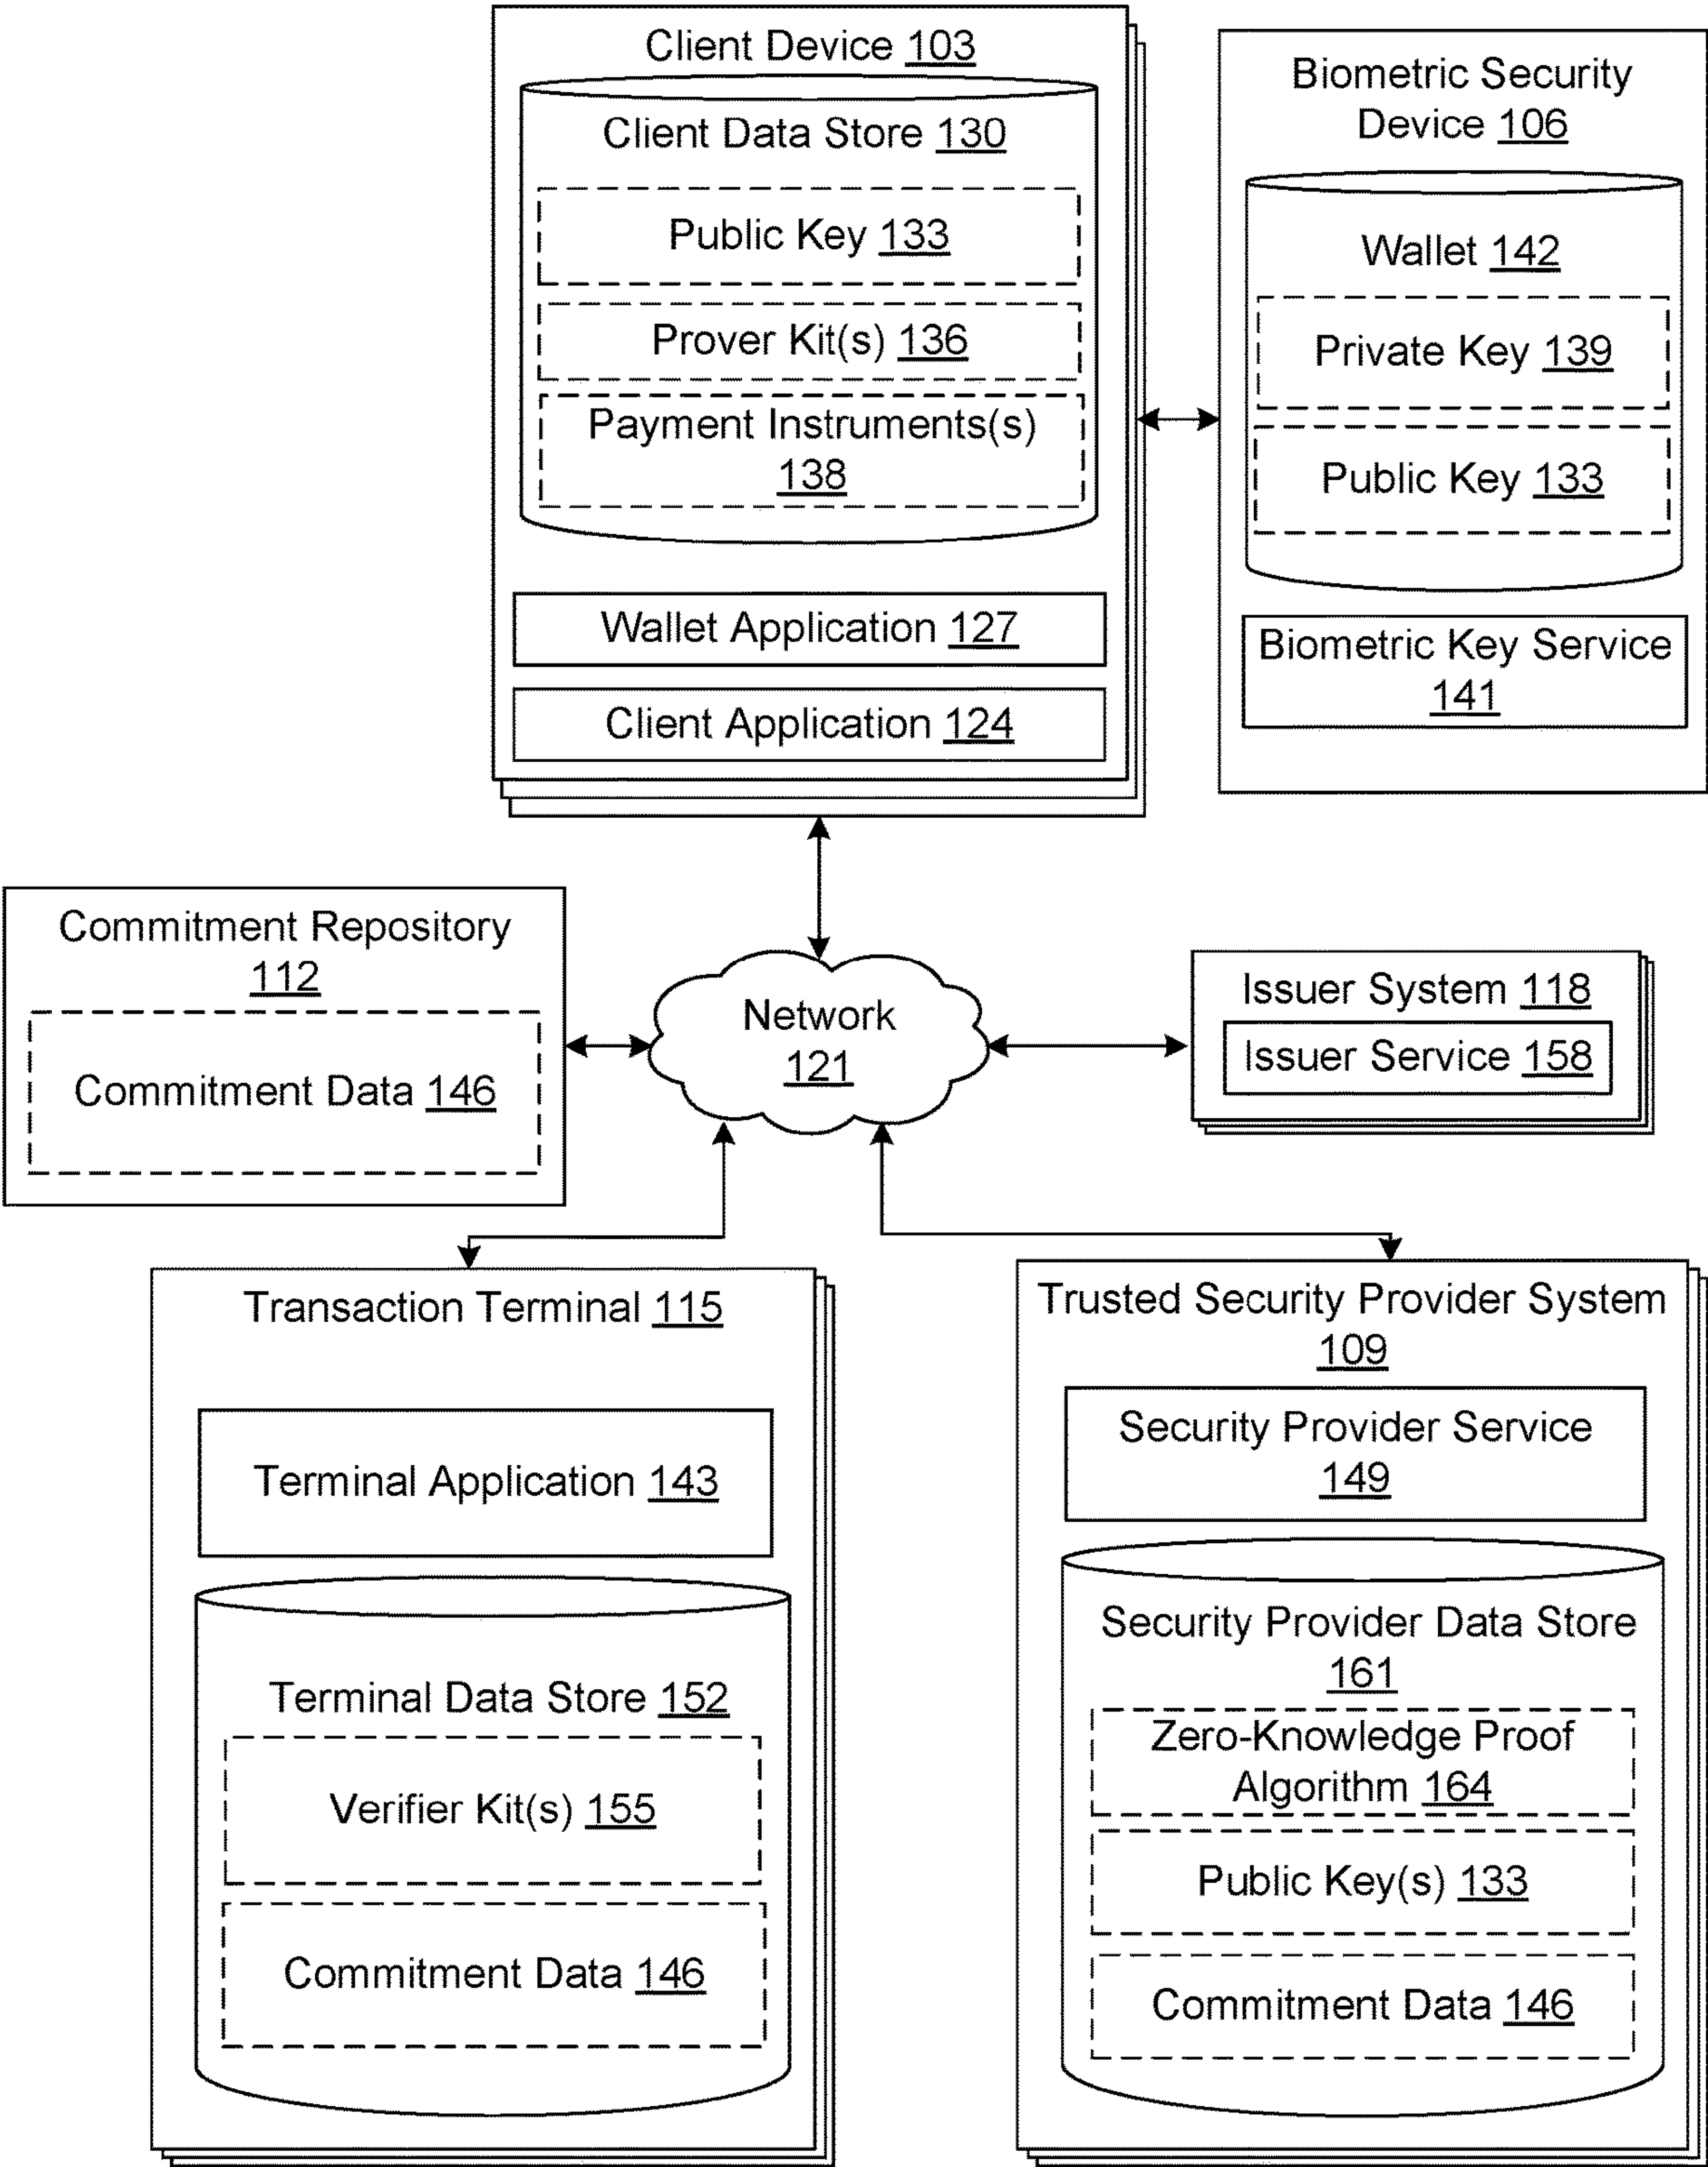 Client Device 103
Client Data Store 130
Public Key 133
Prover Kit(s) 136
Payment Instruments(s)
138
Wallet Application 127
Client Application 124
Biometric Security
Device 106
Wallet 142
Private Key 139
Public Key 133
Biometric Key Service
141
Commitment Repository
112
Commitment Data 146
Network
121
Issuer System 118
Issuer Service 158
Transaction Terminal 115
Terminal Application 143
Terminal Data Store 152
Verifier Kit(s) 155
Commitment Data 146
Trusted Security Provider System
109
Security Provider Service
149
Security Provider Data Store
161
Zero-Knowledge Proof
Algorithm 164
Public Key(s) 133
Commitment Data 146